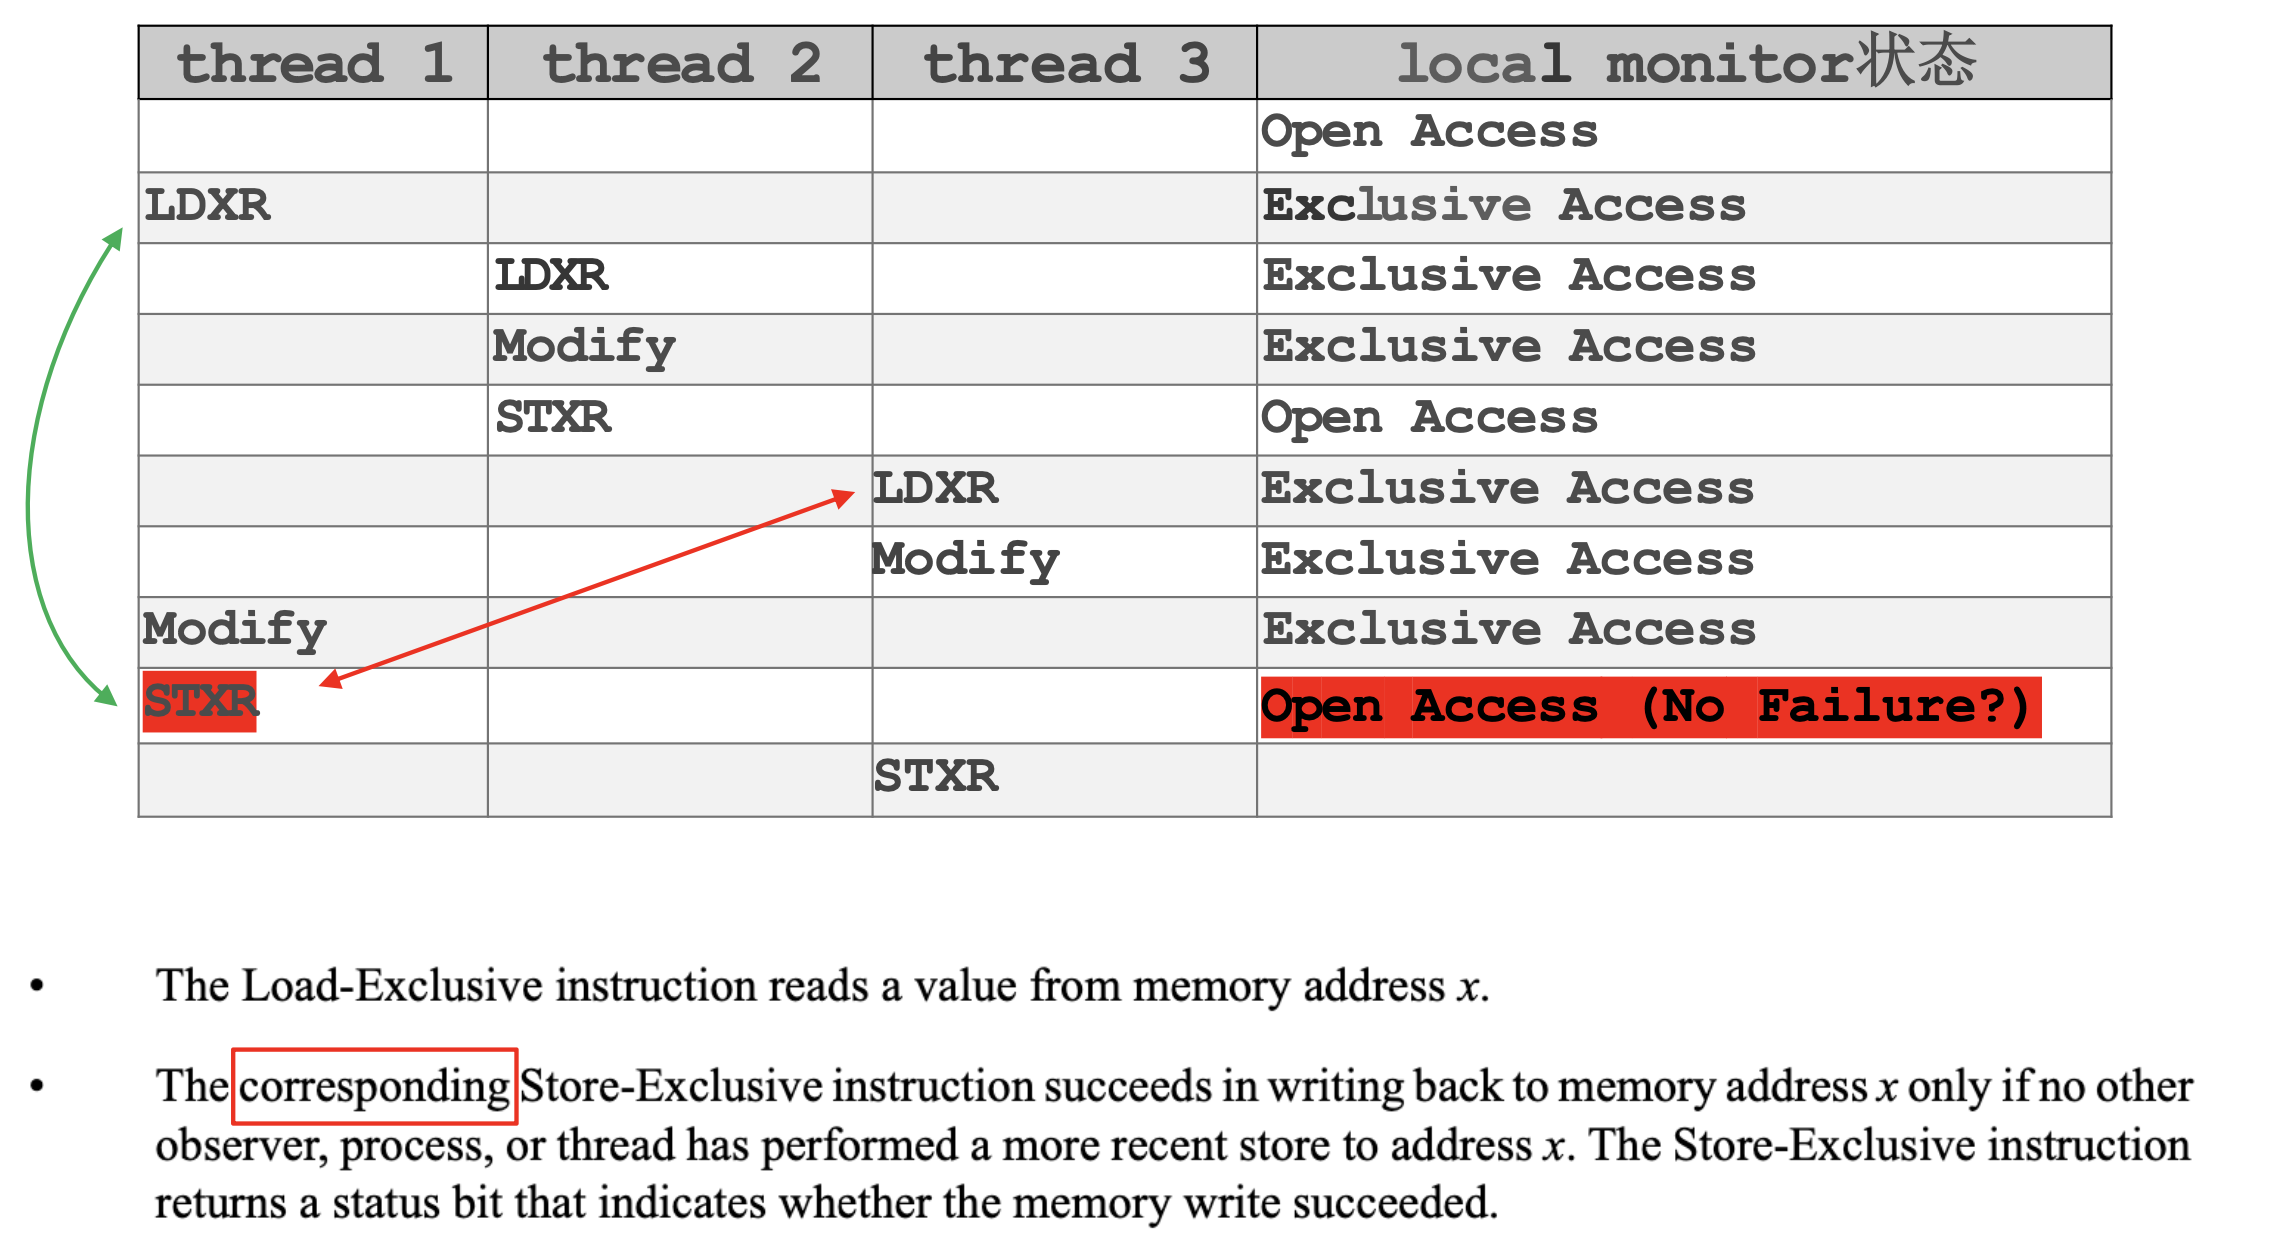 thread 1 thread 2 thread 3 local monitor状态
Open Access
LDXR Exclusive Access
LDXR Exclusive Access
Modify Exclusive Access
STXR Open Access
LDXR Exclusive Access
Modify Exclusive Access
Modify Exclusive Access
STXR Open Access (No Failure?)
STXR
• The Load-Exclusive instruction reads a value from memory address x.
• The corresponding Store-Exclusive instruction succeeds in writing back to memory address x only if no other
observer, process, or thread has performed a more recent store to address x. The Store-Exclusive instruction
returns a status bit that indicates whether the memory write succeeded.